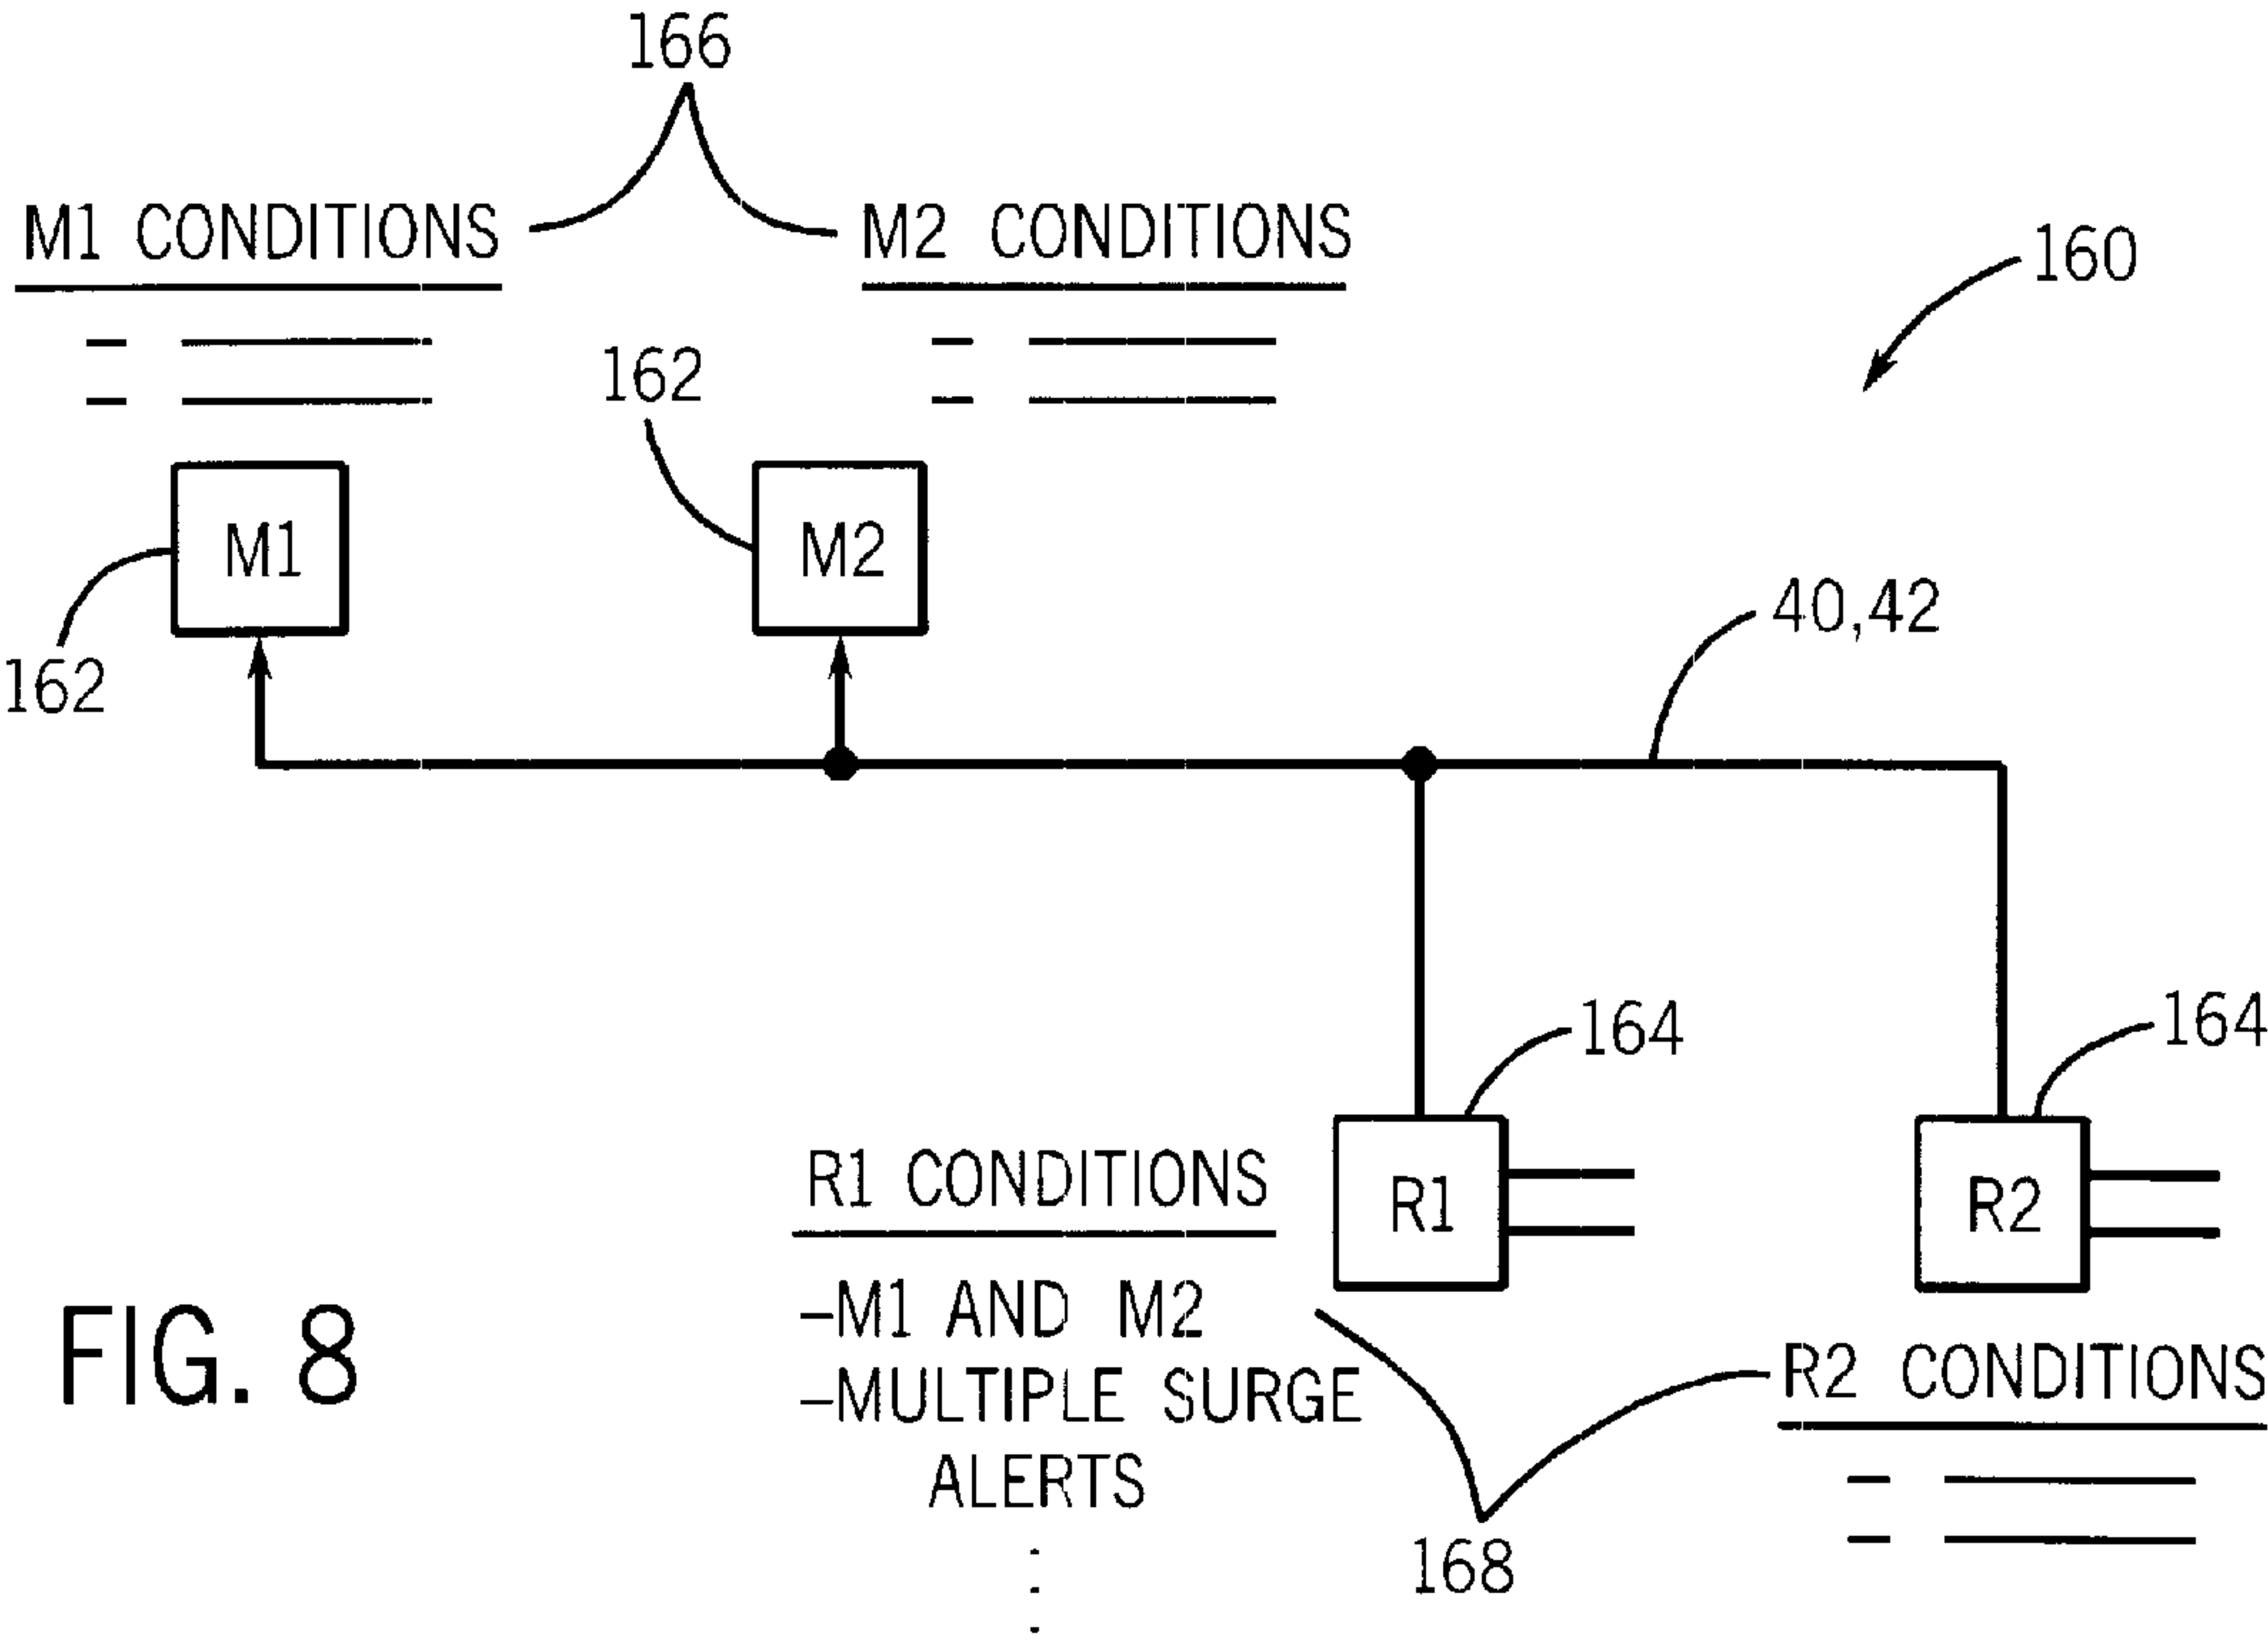 166
M1 CONDITIONS
M2 CONDITIONS
160
162
M1
M2
40,42
162
164
164
R1 CONDITIONS
R1
R2
-M1 AND M2
-MULTIPLE SURGE
ALERTS
R2 CONDITIONS
FIG. 8
168